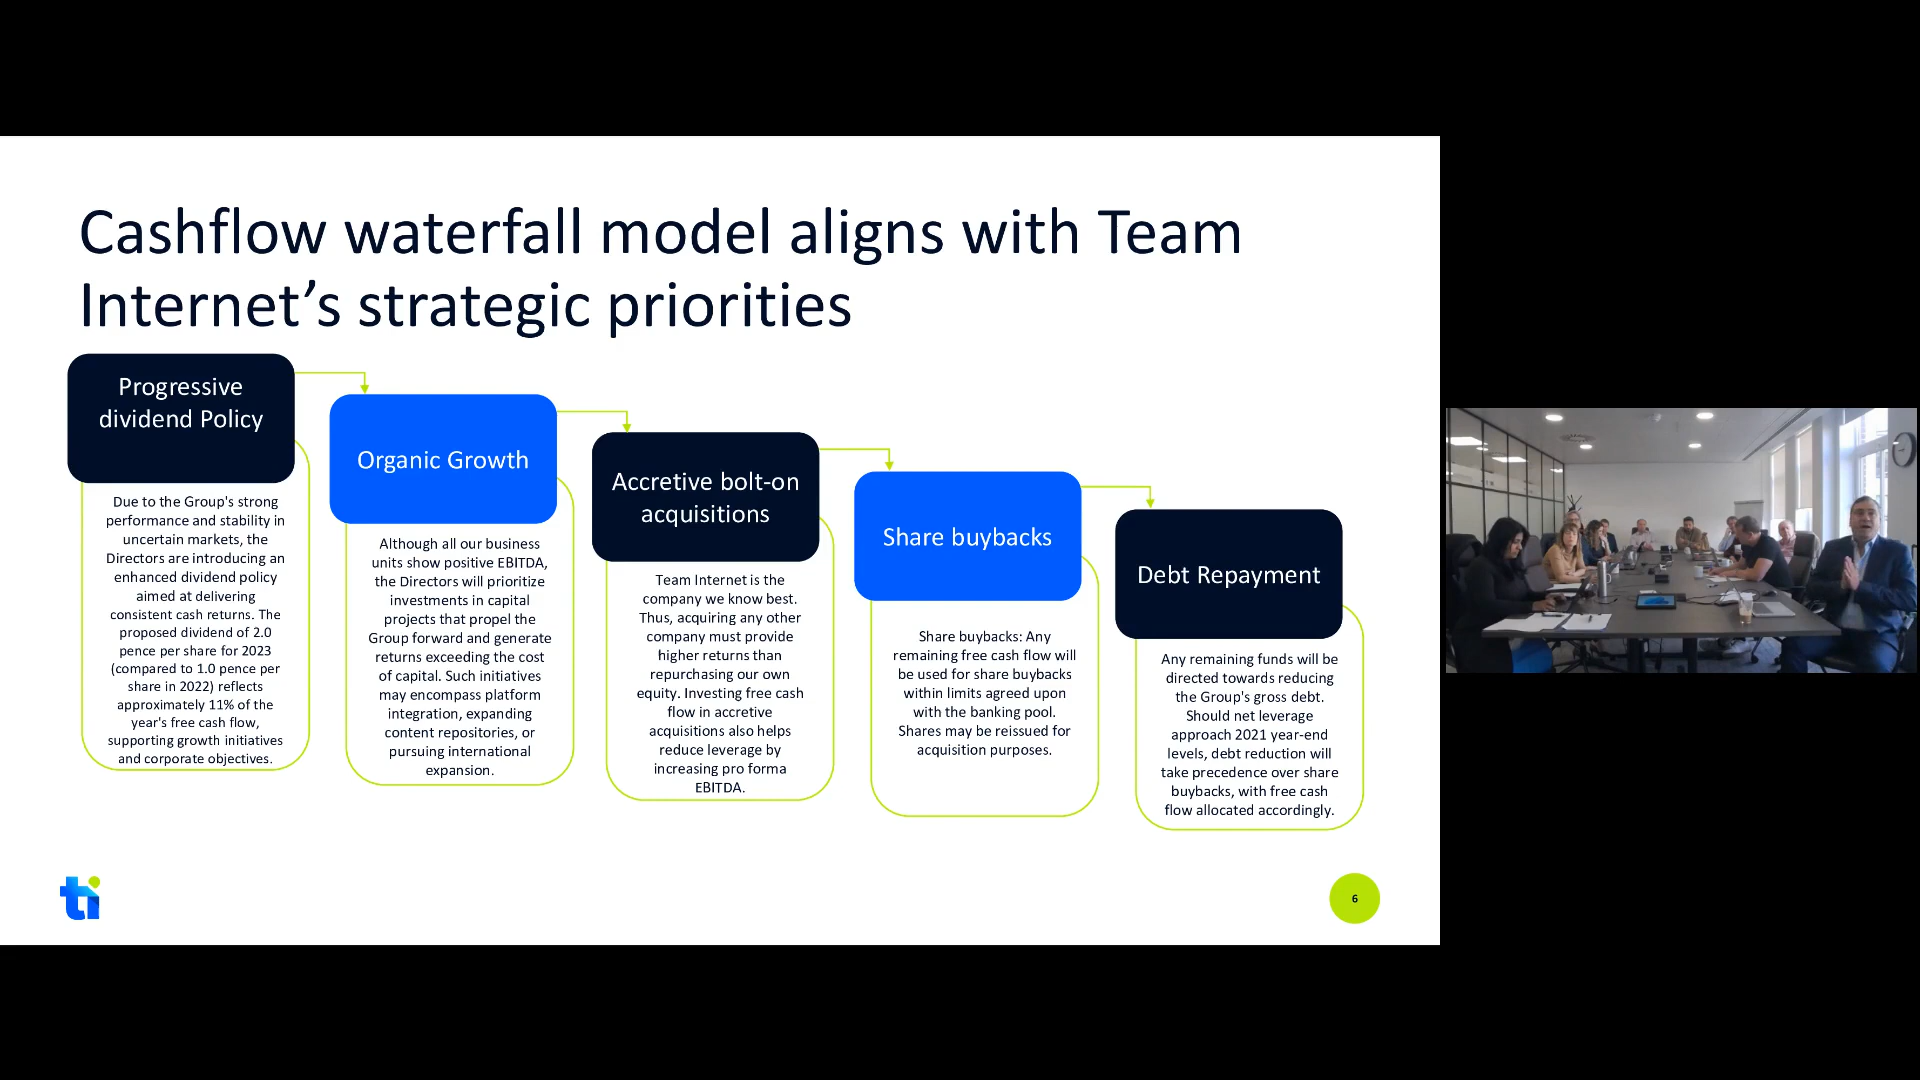 Cashflow waterfall model aligns with Team
Internet’s strategic priorities
Progressive
dividend Policy
Due to the Group's strong
performance and stability in
uncertain markets, the
Directors are introducing an
enhanced dividend policy
aimed at delivering
consistent cash returns. The
proposed dividend of 2.0
pence per share for 2023
(compared to 1.0 pence per
share in 2022) reflects
approximately 11% of the
year's free cash flow,
supporting growth initiatives
and corporate objectives.
Organic Growth
Although all our business
units show positive EBITDA,
the Directors will prioritize
investments in capital
projects that propel the
Group forward and generate
returns exceeding the cost
of capital. Such initiatives
may encompass platform
integration, expanding
content repositories, or
pursuing international
expansion.
Accretive bolt-on
acquisitions
Team Internet is the
company we know best.
Thus, acquiring any other
company must provide
higher returns than
repurchasing our own
equity. Investing free cash
flow in accretive
acquisitions also helps
reduce leverage by
increasing pro forma
EBITDA.
Share buybacks
Share buybacks: Any
remaining free cash flow will
be used for share buybacks
within limits agreed upon
with the banking pool.
Shares may be reissued for
acquisition purposes.
Debt Repayment
Any remaining funds will be
directed towards reducing
the Group's gross debt.
Should net leverage
approach 2021 year-end
levels, debt reduction will
take precedence over share
buybacks, with free cash
flow allocated accordingly.
ti
6